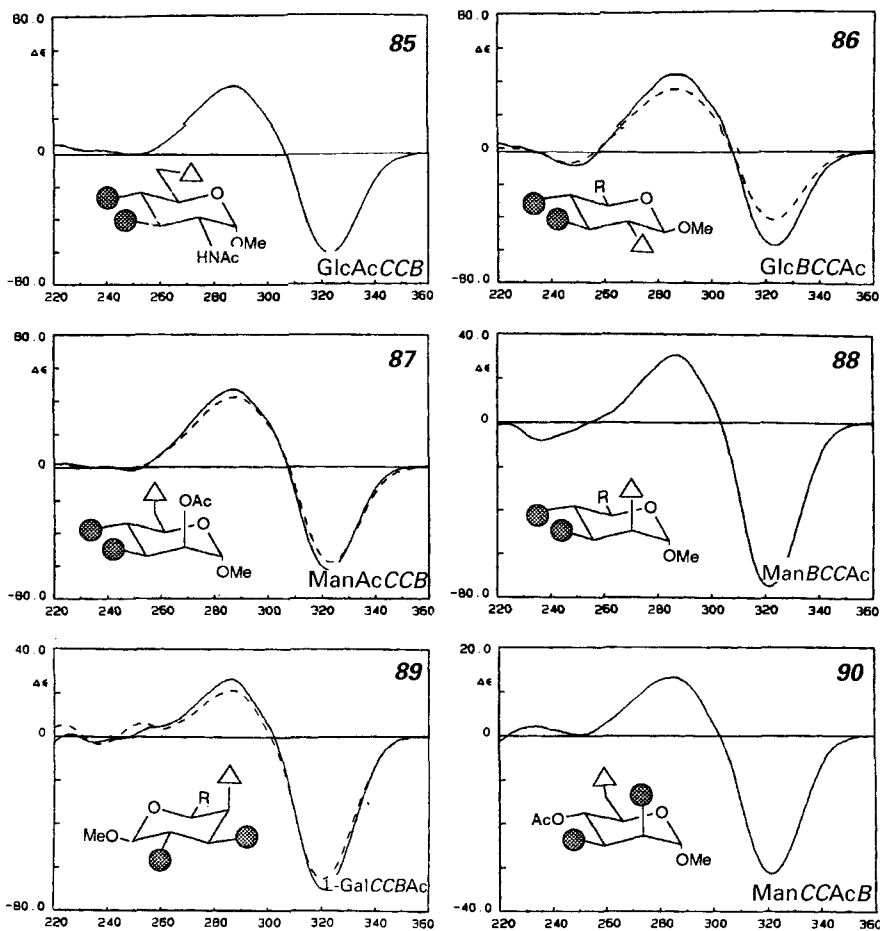 80.0
85
Δε
0
O
OMe
HNAc
-80.0
GlcAcCCB
220 240 260 280 300 320 340 360
80.0
86
Δε
0
R
O
OMe
-80.0
GlcBCCAc
220 240 260 280 300 320 340 360
80.0
87
Δε
0
OAc
O
OMe
-80.0
ManAcCCB
220 240 260 280 300 320 340 360
40.0
88
Δε
0
R
O
OMe
-80.0
ManBCCAc
220 240 260 280 300 320 340 360
40.0
89
Δε
0
R
O
MeO
-80.0
1-GalCCBAc
220 240 260 280 300 320 340 360
20.0
90
Δε
0
O
AcO
OMe
-40.0
ManCCAcB
220 240 260 280 300 320 340 360